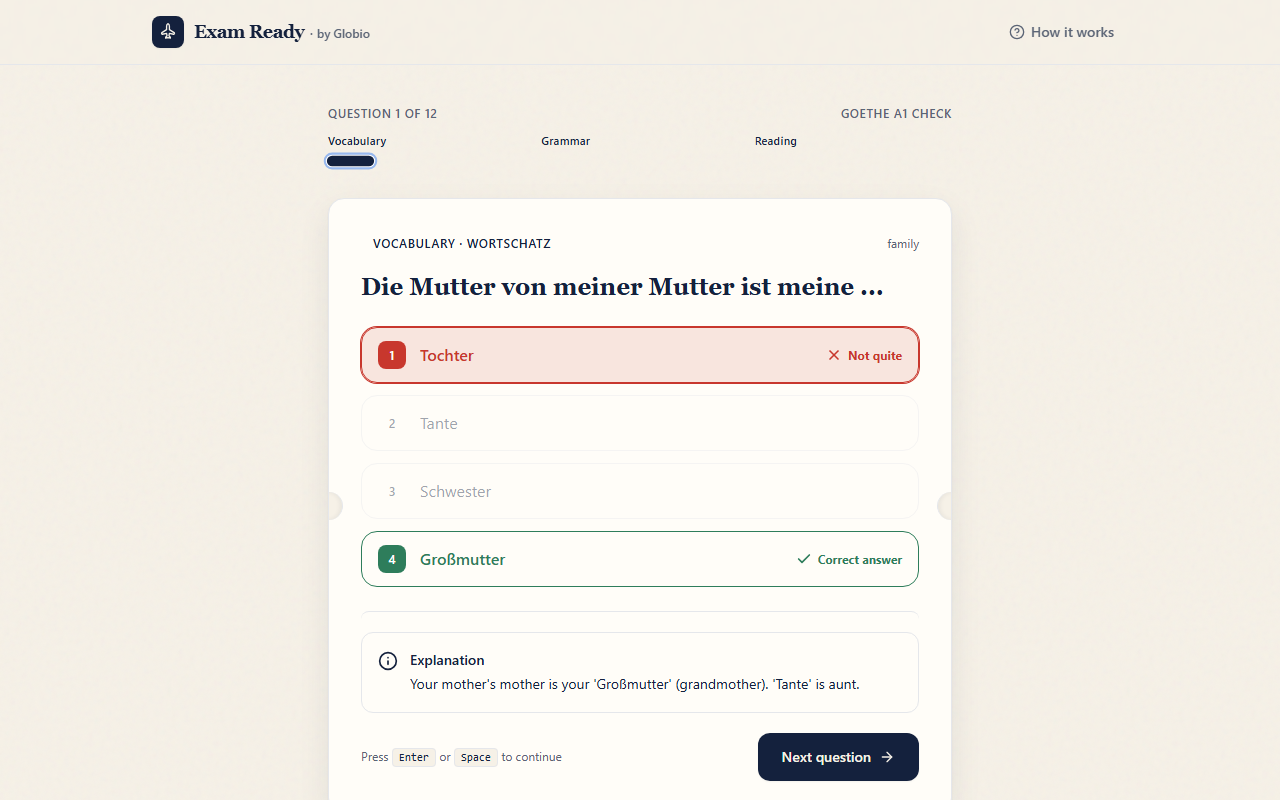 Exam Ready · by Globio
How it works
QUESTION 1 OF 12
GOETHE A1 CHECK
Vocabulary
Grammar
Reading
VOCABULARY · WORTSCHATZ
family
Die Mutter von meiner Mutter ist meine ...
1 Tochter Not quite
2 Tante
3 Schwester
4 Großmutter Correct answer
Explanation
Your mother's mother is your 'Großmutter' (grandmother). 'Tante' is aunt.
Press Enter or Space to continue
Next question